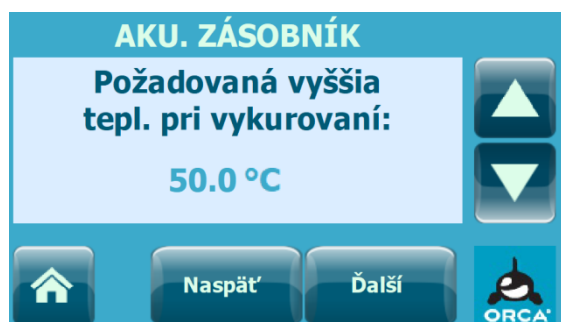 AKU. ZÁSOBNÍK
Požadovaná vyššia
tepl. pri vykurovaní:
50.0 °C
Naspäť
Ďalší
ORCA